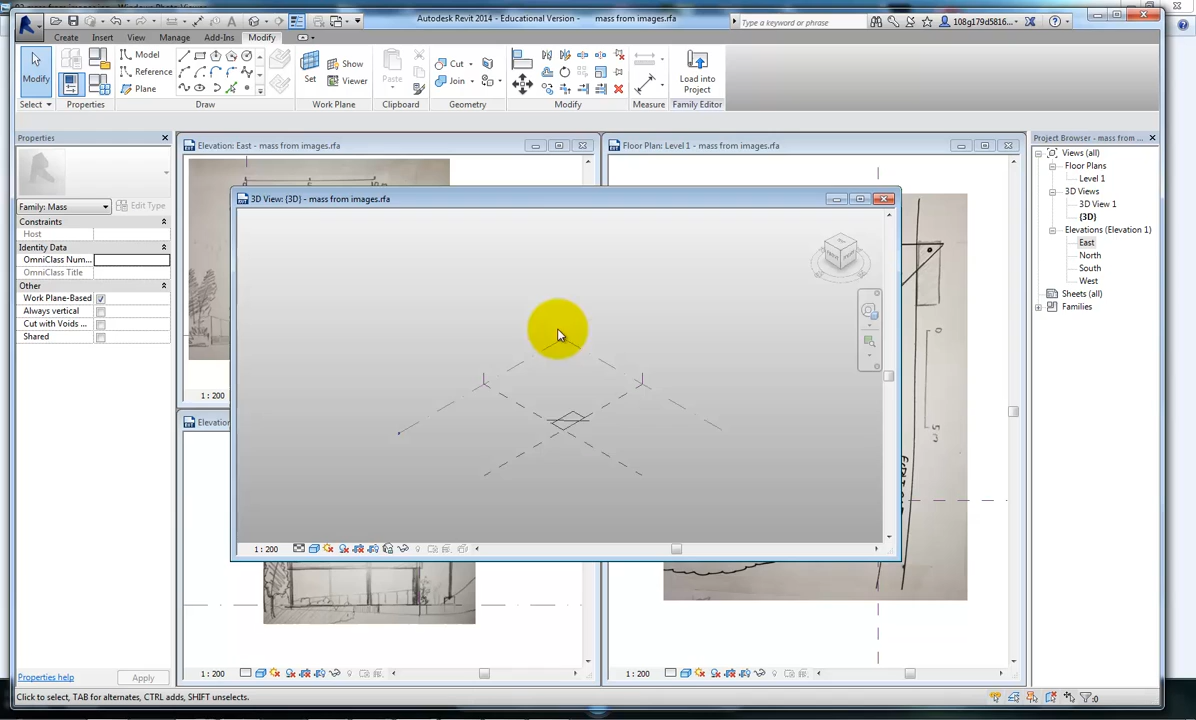 Autodesk Revit 2014 - Educational Version - mass from images.rfa
Type a keyword or phrase
108g179d5816...
Create Insert View Manage Add-Ins Modify
Modify
Select
Properties
Model
Reference
Plane
Draw
Set
Show
Viewer
Work Plane
Paste
Clipboard
Cut
Join
Geometry
Modify
Measure
Load into
Project
Family Editor
Properties
Family: Mass
Edit Type
Constraints
Host
Identity Data
OmniClass Num...
OmniClass Title
Other
Work Plane-Based
Always vertical
Cut with Voids ...
Shared
Properties help
Apply
Elevation: East - mass from images.rfa
1 : 200
Elevation
1 : 200
Floor Plan: Level 1 - mass from images.rfa
0
5m
1 : 200
3D View: {3D} - mass from images.rfa
1 : 200
Project Browser - mass from...
Views (all)
Floor Plans
Level 1
3D Views
3D View 1
{3D}
Elevations (Elevation 1)
East
North
South
West
Sheets (all)
Families
Click to select, TAB for alternates, CTRL adds, SHIFT unselects.
:0